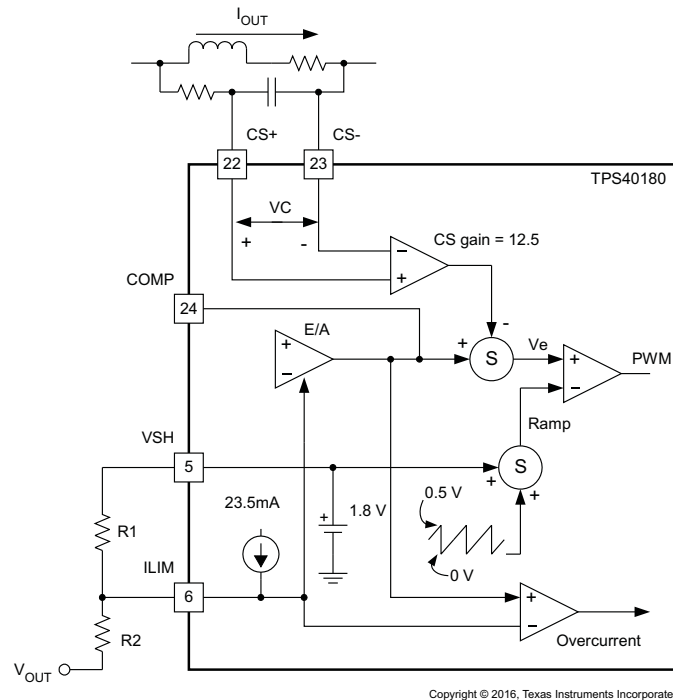 I OUT
CS+ CS-
22 23
TPS40180
VC
+ -
CS gain = 12.5
COMP
24
E/A
+
-
S
Ve
PWM
Ramp
VSH
5
S
0.5 V
0 V
23.5mA
1.8 V
R1
ILIM
6
R2
VOUT
Overcurrent
Copyright © 2016, Texas Instruments Incorporate